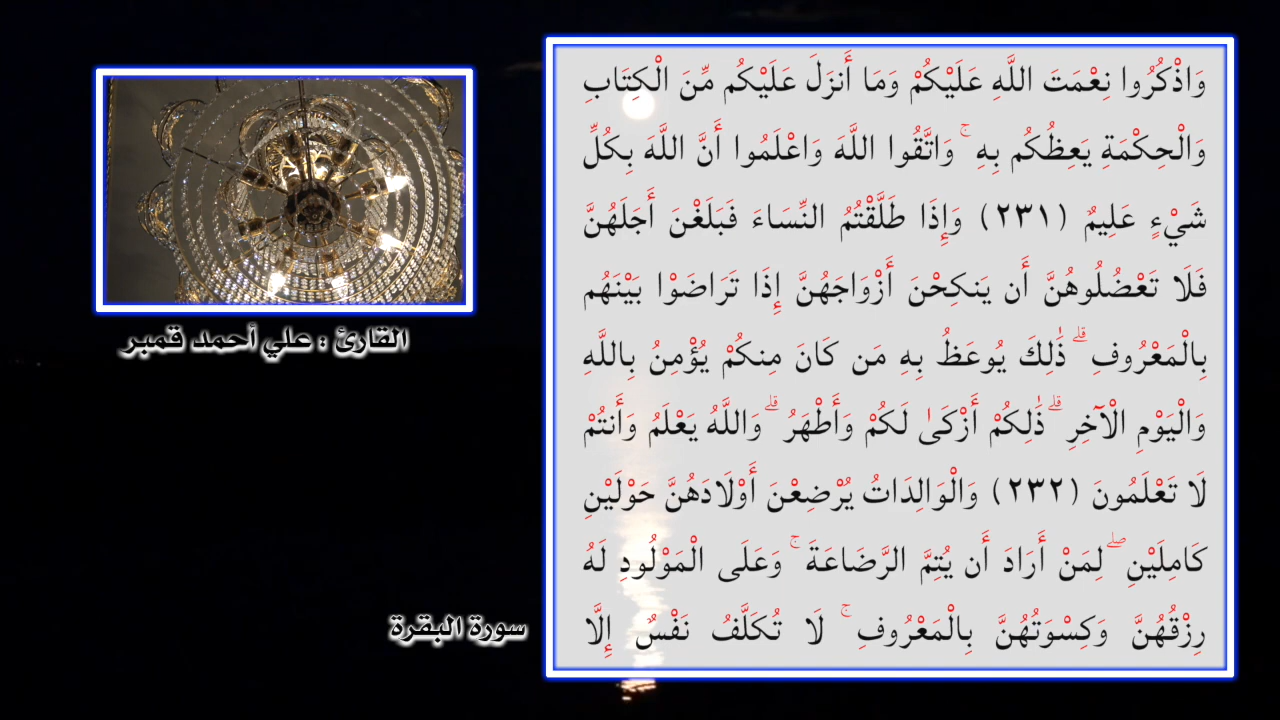 وَاذْكُرُوا نِعْمَتَ اللَّهِ عَلَيْكُمْ وَمَا أَنزَلَ عَلَيْكُم مِّنَ الْكِتَابِ
وَالْحِكْمَةِ يَعِظُكُم بِهِ ۚ وَاتَّقُوا اللَّهَ وَاعْلَمُوا أَنَّ اللَّهَ بِكُلِّ
شَيْءٍ عَلِيمٌ (٢٣١) وَإِذَا طَلَّقْتُمُ النِّسَاءَ فَبَلَغْنَ أَجَلَهُنَّ
فَلَا تَعْضُلُوهُنَّ أَن يَنكِحْنَ أَزْوَاجَهُنَّ إِذَا تَرَاضَوْا بَيْنَهُم
بِالْمَعْرُوفِ ۗ ذَٰلِكَ يُوعَظُ بِهِ مَن كَانَ مِنكُمْ يُؤْمِنُ بِاللَّهِ
وَالْيَوْمِ الْآخِرِ ۗ ذَٰلِكُمْ أَزْكَىٰ لَكُمْ وَأَطْهَرُ ۗ وَاللَّهُ يَعْلَمُ وَأَنتُمْ
لَا تَعْلَمُونَ (٢٣٢) وَالْوَالِدَاتُ يُرْضِعْنَ أَوْلَادَهُنَّ حَوْلَيْنِ
كَامِلَيْنِ ۖ لِمَنْ أَرَادَ أَن يُتِمَّ الرَّضَاعَةَ ۚ وَعَلَى الْمَوْلُودِ لَهُ
رِزْقُهُنَّ وَكِسْوَتُهُنَّ بِالْمَعْرُوفِ ۚ لَا تُكَلَّفُ نَفْسٌ إِلَّا
القارئ : علي أحمد قمبر
سورة البقرة